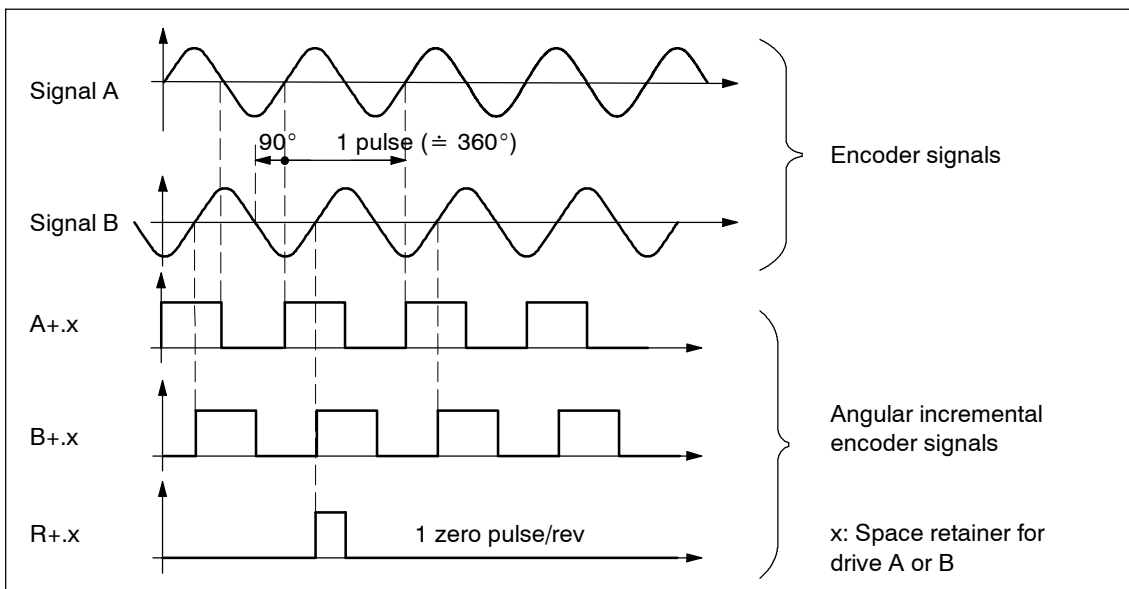 Signal A
90°
1 pulse (≐ 360°)
Encoder signals
Signal B
A+.x
B+.x
Angular incremental
encoder signals
R+.x
1 zero pulse/rev
x: Space retainer for
drive A or B